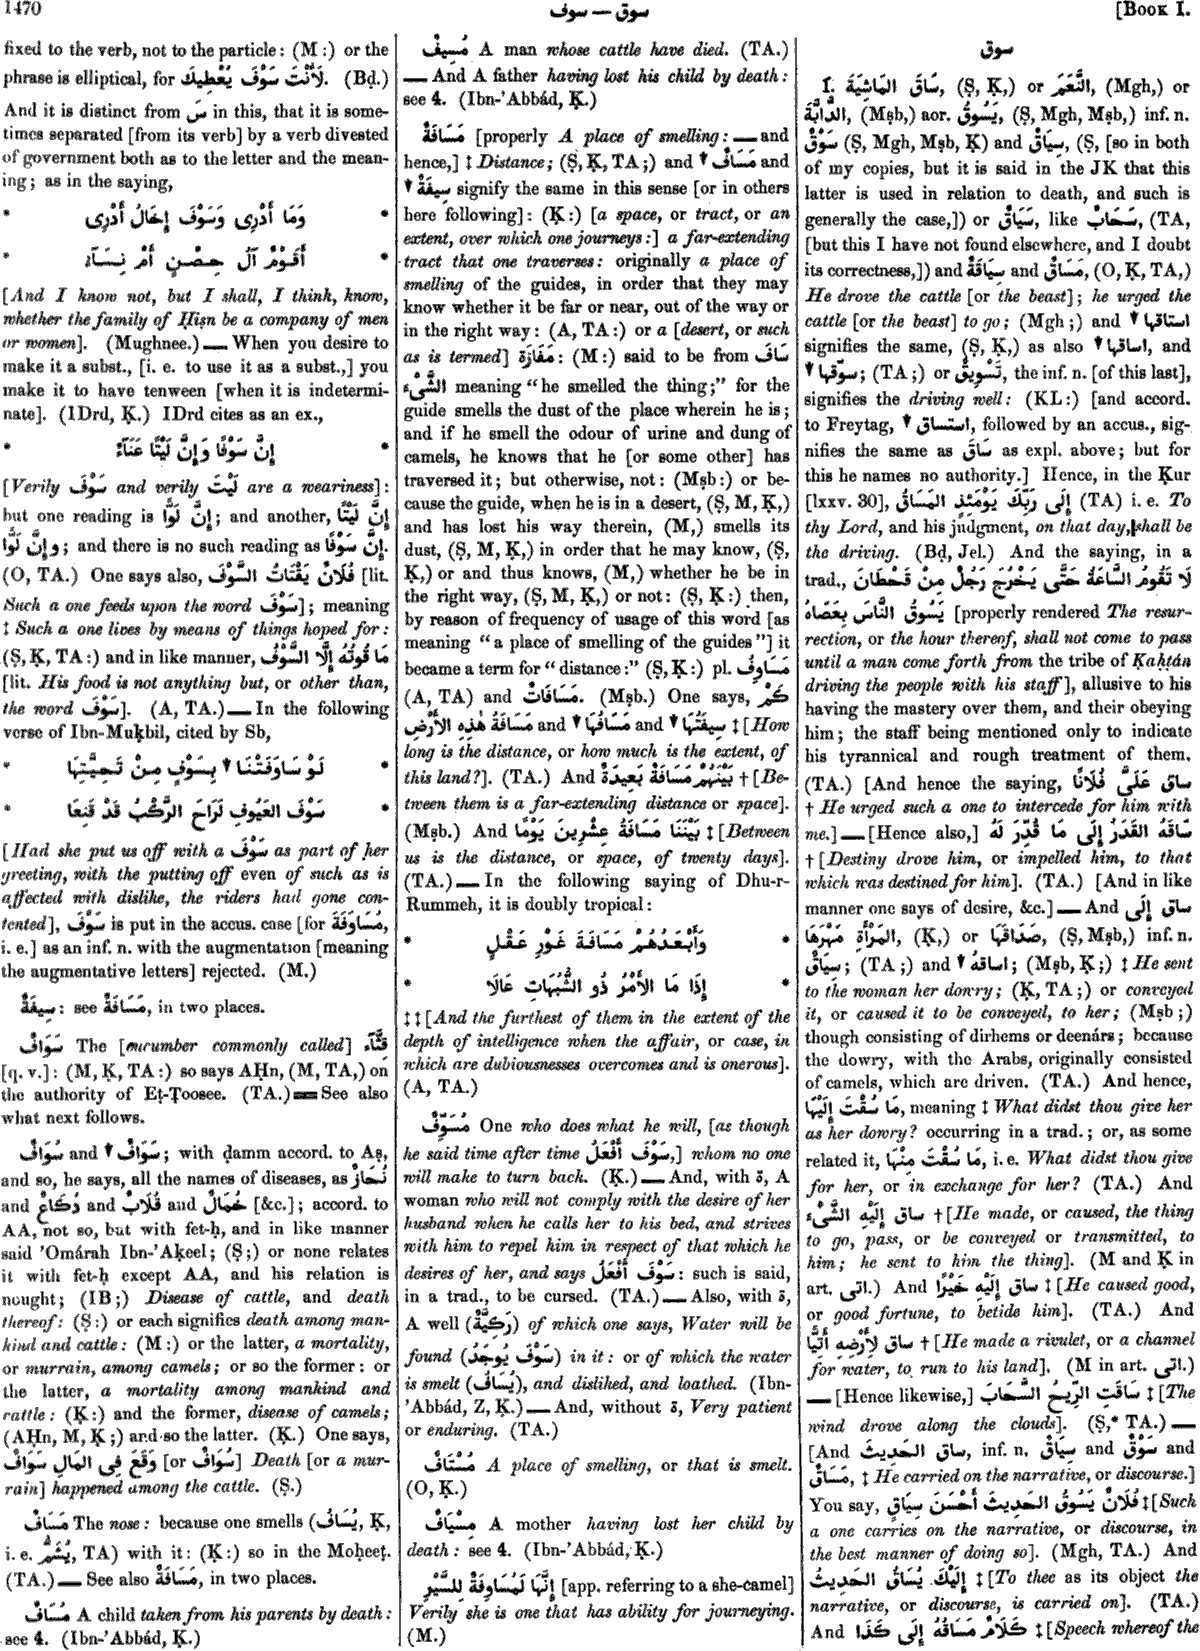 1470
سوق — سوف
[BOOK I.
fixed to the verb, not to the particle: (M:) or the
phrase is elliptical, for لَأَنْتَ سَوْفَ يُعْطِيكَ. (Bḍ.)
And it is distinct from سَ in this, that it is some-
times separated [from its verb] by a verb divested
of government both as to the letter and the mean-
ing; as in the saying,
* وَمَا أَدْرِى وَسَوْفَ إِخَالُ أَدْرِى *
* أَقَوْمٌ آلُ حِصْنٍ أَمْ نِسَآءُ *
[And I know not, but I shall, I think, know,
whether the family of Ḥiṣn be a company of men
or women]. (Mughnee.) — When you desire to
make it a subst., [i. e. to use it as a subst.,] you
make it to have tenween [when it is indetermi-
nate]. (IDrd, Ḳ.) IDrd cites as an ex.,
* إِنَّ سَوْفًا وَإِنَّ لَيْتًا عَنَآءُ *
[Verily سَوْفَ and verily لَيْتَ are a weariness]:
but one reading is إِنَّ لَوًّا; and another, إِنَّ لَيْتًا
وإِنَّ لَوًّا; and there is no such reading as إِنَّ سَوْفًا.
(O, TA.) One says also, فُلَانٌ يَقْتَاتُ السَّوْفَ [lit.
Such a one feeds upon the word سَوْفَ]; meaning
‡ Such a one lives by means of things hoped for:
(Ṣ, Ḳ, TA:) and in like manner, مَا قُوتُهُ إِلَّا السَّوْفُ
[lit. His food is not anything but, or other than,
the word سَوْفَ]. (A, TA.) — In the following
verse of Ibn-Muḳbil, cited by Sb,
* لَوْ سَاوَفَتْنَا ▼ بِسَوْفٍ مِنْ تَحِيَّتِهَا *
* سَوْفَ العَيُوفِ لَرَاحَ الرَّكْبُ قَدْ قَنِعَا *
[Had she put us off with a سَوْفَ as part of her
greeting, with the putting off even of such as is
affected with dislike, the riders had gone con-
tented], سَوْفَ is put in the accus. case [for مُسَاوَفَةَ,
i. e.] as an inf. n. with the augmentation [meaning
the augmentative letters] rejected. (M.)
سِيفَةٌ: see مَسَافَةٌ, in two places.
سَوَافٌ The [cucumber commonly called] قِثَّآء
[q. v.]: (M, Ḳ, TA:) so says AḤn, (M, TA,) on
the authority of Eṭ-Ṭoosee. (TA.) ═ See also
what next follows.
سُوَافٌ and ▼ سَوَافٌ; with ḍamm accord. to Aṣ,
and so, he says, all the names of diseases, as نُحَازٌ
and دُكَاعٌ and قُلَابٌ and خُمَالٌ [&c.]; accord. to
AA, not so, but with fet-ḥ, and in like manner
said 'Omárah Ibn-'Aḳeel; (Ṣ;) or none relates
it with fet-ḥ except AA, and his relation is
nought; (IB;) Disease of cattle, and death
thereof: (Ṣ:) or each signifies death among man-
kind and cattle: (M:) or the latter, a mortality,
or murrain, among camels; or so the former: or
the latter, a mortality among mankind and
cattle: (Ḳ:) and the former, disease of camels;
(AḤn, M, Ḳ;) and so the latter. (Ḳ.) One says,
وَقَعَ فِى المَالِ سَوَافٌ [or سُوَافٌ] Death [or a mur-
rain] happened among the cattle. (Ṣ.)
مَسَافٌ The nose: because one smells (يُسَافُ, Ḳ,
i. e. يُشَمُّ, TA) with it: (Ḳ:) so in the Moḥeeṭ.
(TA.) — See also مَسَافَةٌ, in two places.
مُسَافٌ A child taken from his parents by death:
see 4. (Ibn-'Abbád, Ḳ.)
مُسِيفٌ A man whose cattle have died. (TA.)
— And A father having lost his child by death:
see 4. (Ibn-'Abbád, Ḳ.)
مَسَافَةٌ [properly A place of smelling: — and
hence,] ‡ Distance; (Ṣ, Ḳ, TA;) and ▼ مَسَافٌ and
▼ سِيفَةٌ signify the same in this sense [or in others
here following]: (Ḳ:) [a space, or tract, or an
extent, over which one journeys:] a far-extending
tract that one traverses: originally a place of
smelling of the guides, in order that they may
know whether it be far or near, out of the way or
in the right way: (A, TA:) or a [desert, or such
as is termed] مَفَازَة: (M:) said to be from سَافَ
الشَّىْءَ meaning "he smelled the thing;" for the
guide smells the dust of the place wherein he is;
and if he smell the odour of urine and dung of
camels, he knows that he [or some other] has
traversed it; but otherwise, not: (Mṣb:) or be-
cause the guide, when he is in a desert, (Ṣ, M, Ḳ,)
and has lost his way therein, (M,) smells its
dust, (Ṣ, M, Ḳ,) in order that he may know, (Ṣ,
Ḳ,) or and thus knows, (M,) whether he be in
the right way, (Ṣ, M, Ḳ,) or not: (Ṣ, Ḳ:) then,
by reason of frequency of usage of this word [as
meaning "a place of smelling of the guides"] it
became a term for "distance:" (Ṣ, Ḳ:) pl. مَسَاوِفُ
(A, TA) and مَسَافَاتٌ. (Mṣb.) One says, كَمْ
مَسَافَةُ هٰذِهِ الأَرْضِ and ▼ مَسَافُهَا and ▼ سِيفَتُهَا ‡ [How
long is the distance, or how much is the extent, of
this land?]. (TA.) And بَيْنَهُمْ مَسَافَةٌ بَعِيدَةٌ † [Be-
tween them is a far-extending distance or space].
(Mṣb.) And بَيْنَنَا مَسَافَةُ عِشْرِينَ يَوْمًا ‡ [Between
us is the distance, or space, of twenty days].
(TA.) — In the following saying of Dhu-r-
Rummeh, it is doubly tropical:
* وَأَبْعَدُهُمْ مَسَافَةَ غَوْرِ عَقْلٍ *
* إِذَا مَا الأَمْرُ ذُو الشُّبُهَاتِ عَالَا *
‡ ‡ [And the furthest of them in the extent of the
depth of intelligence when the affair, or case, in
which are dubiousnesses overcomes and is onerous].
(A, TA.)
مُسَوِّفٌ One who does what he will, [as though
he said time after time سَوْفَ أَفْعَلُ,] whom no one
will make to turn back. (Ḳ.) — And, with ة, A
woman who will not comply with the desire of her
husband when he calls her to his bed, and strives
with him to repel him in respect of that which he
desires of her, and says سَوْفَ أَفْعَلُ: such is said,
in a trad., to be cursed. (TA.) — Also, with ة,
A well (رَكِيَّة) of which one says, Water will be
found (سَوْفَ يُوجَدُ) in it: or of which the water
is smelt (يُسَافُ), and disliked, and loathed. (Ibn-
'Abbád, Z, Ḳ.) — And, without ة, Very patient
or enduring. (TA.)
مُسْتَافٌ A place of smelling, or that is smelt.
(O, Ḳ.)
مِسْيَافٌ A mother having lost her child by
death: see 4. (Ibn-'Abbád, Ḳ.)
إِنَّهَا لَمُسَاوِفَةٌ لِلسَّيْرِ [app. referring to a she-camel]
Verily she is one that has ability for journeying.
(M.)
سوق
1. سَاقَ المَاشِيَةَ, (Ṣ, Ḳ,) or النَّعَمَ, (Mgh,) or
الدَّابَّةَ, (Mṣb,) aor. يَسُوقُ, (Ṣ, Mgh, Mṣb,) inf. n.
سَوْقٌ (Ṣ, Mgh, Mṣb, Ḳ) and سِيَاقٌ, (Ṣ, [so in both
of my copies, but it is said in the JK that this
latter is used in relation to death, and such is
generally the case,]) or سَيَاقٌ, like سَحَابٌ, (TA,
[but this I have not found elsewhere, and I doubt
its correctness,]) and سِيَاقَةٌ and مَسَاقٌ, (O, Ḳ, TA,)
He drove the cattle [or the beast]; he urged the
cattle [or the beast] to go; (Mgh;) and ▼ استاقها
signifies the same, (Ṣ, Ḳ,) as also ▼ اساقها, and
▼ سوّقها; (TA;) or تَسْوِيقٌ, the inf. n. [of this last],
signifies the driving well: (KL:) [and accord.
to Freytag, ▼ استساق, followed by an accus., sig-
nifies the same as سَاقَ as expl. above; but for
this he names no authority.] Hence, in the Ḳur
[lxxv. 30], إِلَى رَبِّكَ يَوْمَئِذٍ المَسَاقُ (TA) i. e. To
thy Lord, and his judgment, on that day, shall be
the driving. (Bḍ, Jel.) And the saying, in a
trad., لَا تَقُومُ السَّاعَةُ حَتَّى يَخْرُجَ رَجُلٌ مِنْ قَحْطَانَ
يَسُوقُ النَّاسَ بِعَصَاهُ [properly rendered The resur-
rection, or the hour thereof, shall not come to pass
until a man come forth from the tribe of Ḳaḥṭán
driving the people with his staff], allusive to his
having the mastery over them, and their obeying
him; the staff being mentioned only to indicate
his tyrannical and rough treatment of them.
(TA.) [And hence the saying, ساق عَلَىَّ فُلَانًا
† He urged such a one to intercede for him with
me.] — [Hence also,] سَاقَهُ القَدَرُ إِلَى مَا قُدِّرَ لَهُ
† [Destiny drove him, or impelled him, to that
which was destined for him]. (TA.) [And in like
manner one says of desire, &c.] — And ساق إِلَى
المَرْأَةِ مَهْرَهَا, (Ḳ,) or صَدَاقَهَا, (Ṣ, Mṣb,) inf. n.
سِيَاقٌ; (TA;) and ▼ اساقهُ; (Mṣb, Ḳ;) ‡ He sent
to the woman her dowry; (Ḳ, TA;) or conveyed
it, or caused it to be conveyed, to her; (Mṣb;)
though consisting of dirhems or deenárs; because
the dowry, with the Arabs, originally consisted
of camels, which are driven. (TA.) And hence,
مَا سُقْتَ إِلَيْهَا, meaning ‡ What didst thou give her
as her dowry? occurring in a trad.; or, as some
related it, مَا سُقْتَ مِنْهَا, i. e. What didst thou give
for her, or in exchange for her? (TA.) And
ساق إِلَيْهِ الشَّىْءَ † [He made, or caused, the thing
to go, pass, or be conveyed or transmitted, to
him; he sent to him the thing]. (M and Ḳ in
art. اتى.) And ساق إِلَيْهِ خَيْرًا ‡ [He caused good,
or good fortune, to betide him]. (TA.) And
ساق لِأَرْضِهِ أَتِيًّا † [He made a rivulet, or a channel
for water, to run to his land]. (M in art. اتى.)
— [Hence likewise,] سَاقَتِ الرِّيحُ السَّحَابَ ‡ [The
wind drove along the clouds]. (Ṣ,* TA.) —
[And ساق الحَدِيثَ, inf. n. سِيَاقٌ and سَوْقٌ and
مَسَاقٌ, ‡ He carried on the narrative, or discourse.]
You say, فُلَانٌ يَسُوقُ الحَدِيثَ أَحْسَنَ سِيَاقٍ ‡ [Such
a one carries on the narrative, or discourse, in
the best manner of doing so]. (Mgh, TA.) And
إِلَيْكَ يُسَاقُ الحَدِيثُ ‡ [To thee as its object the
narrative, or discourse, is carried on]. (TA.)
And كَلَامٌ مَسَاقُهُ إِلَى كَذَا ‡ [Speech whereof the